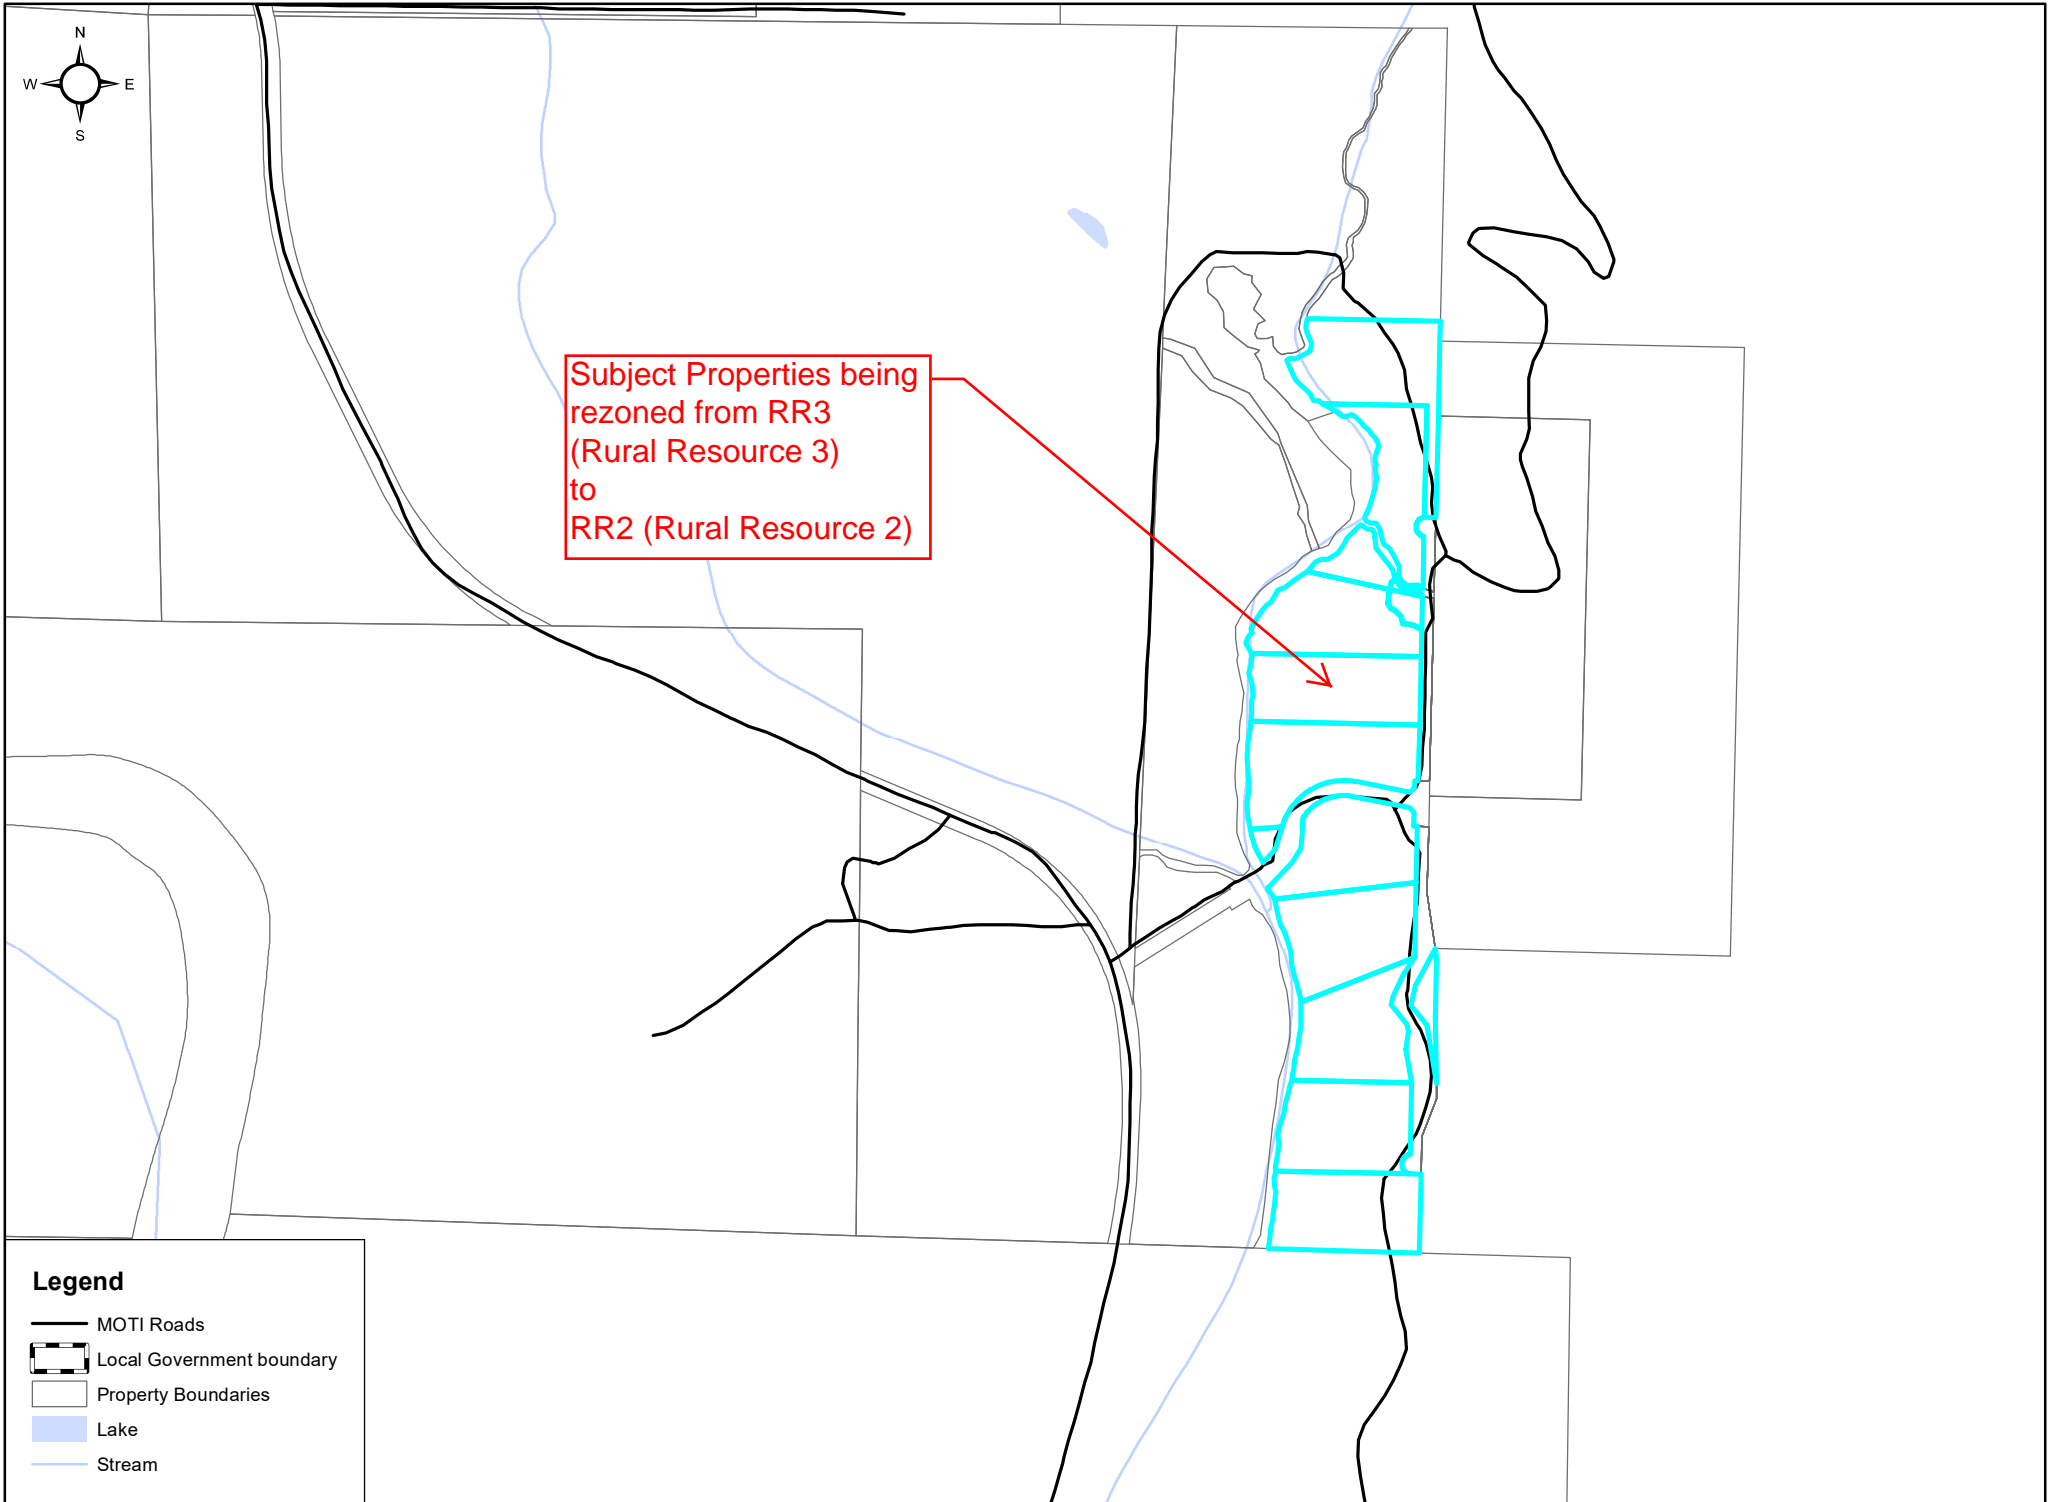 N
W E
S
Subject Properties being
rezoned from RR3
(Rural Resource 3)
to
RR2 (Rural Resource 2)
Legend
MOTI Roads
Local Government boundary
Property Boundaries
Lake
Stream